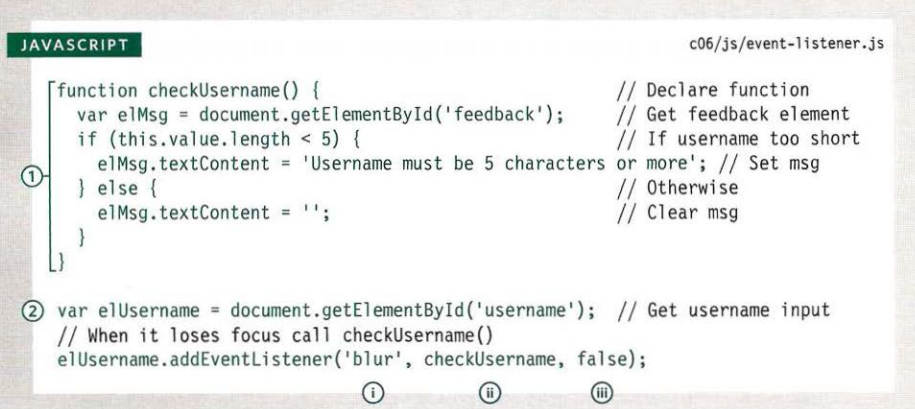 JAVASCRIPT c06/js/event-listener.js
function checkUsername() { // Declare function
var elMsg = document.getElementById('feedback'); // Get feedback element
if (this.value.length < 5) { // If username too short
elMsg.textContent = 'Username must be 5 characters or more'; // Set msg
① } else { // Otherwise
elMsg.textContent = ''; // Clear msg
}
}
② var elUsername = document.getElementById('username'); // Get username input
// When it loses focus call checkUsername()
elUsername.addEventListener('blur', checkUsername, false);
ⓘ ⓘⓘ ⓘⓘⓘ